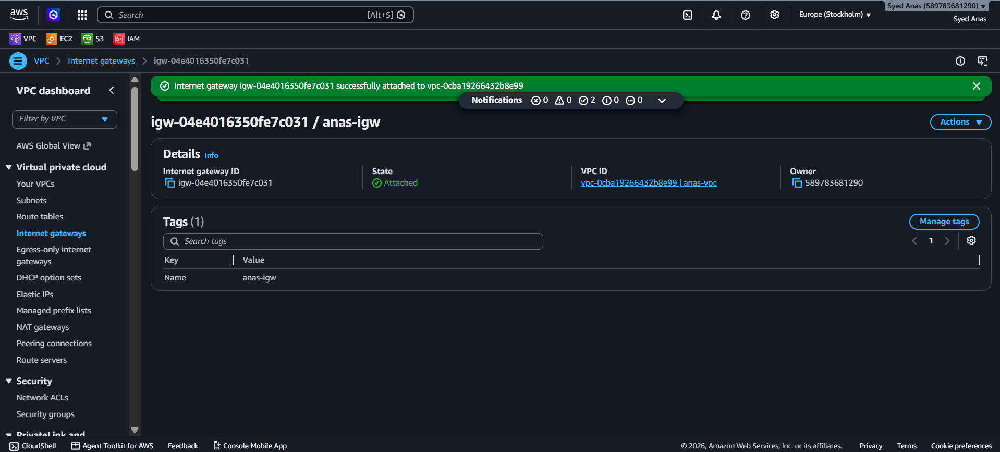 aws
Search [Alt+S]
Europe (Stockholm)
Syed Anas (589783681290)
Syed Anas
VPC
EC2
S3
IAM
VPC
Internet gateways
igw-04e4016350fe7c031
VPC dashboard
Filter by VPC
AWS Global View
Virtual private cloud
Your VPCs
Subnets
Route tables
Internet gateways
Egress-only internet
gateways
DHCP option sets
Elastic IPs
Managed prefix lists
NAT gateways
Peering connections
Route servers
Security
Network ACLs
Security groups
PrivateLink and
Internet gateway igw-04e4016350fe7c031 successfully attached to vpc-0cba19266432b8e99
Notifications 0 0 2 0 0
igw-04e4016350fe7c031 / anas-igw
Actions
Details Info
Internet gateway ID
igw-04e4016350fe7c031
State
Attached
VPC ID
vpc-0cba19266432b8e99 | anas-vpc
Owner
589783681290
Tags (1)
Manage tags
Search tags
1
Key Value
Name anas-igw
CloudShell
Agent Toolkit for AWS
Feedback
Console Mobile App
© 2026, Amazon Web Services, Inc. or its affiliates.
Privacy
Terms
Cookie preferences